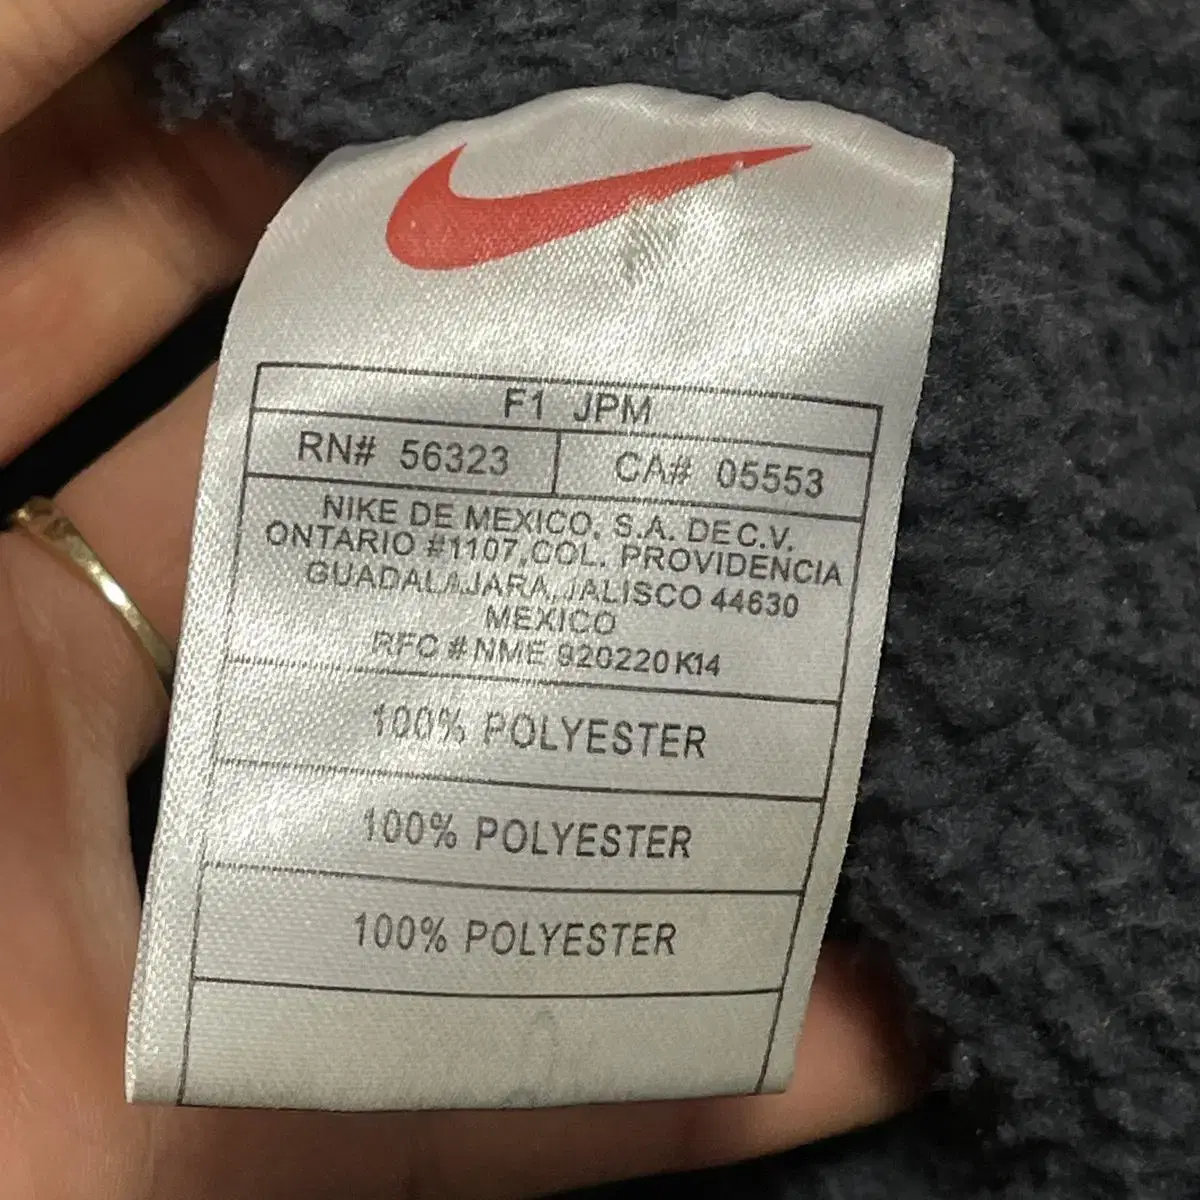 F1 JPM
RN# 56323
CA# 05553
NIKE DE MEXICO, S.A. DE C.V.
ONTARIO #1107, COL. PROVIDENCIA
GUADALAJARA, JALISCO 44630
MEXICO
RFC # NME 920220 K14
100% POLYESTER
100% POLYESTER
100% POLYESTER